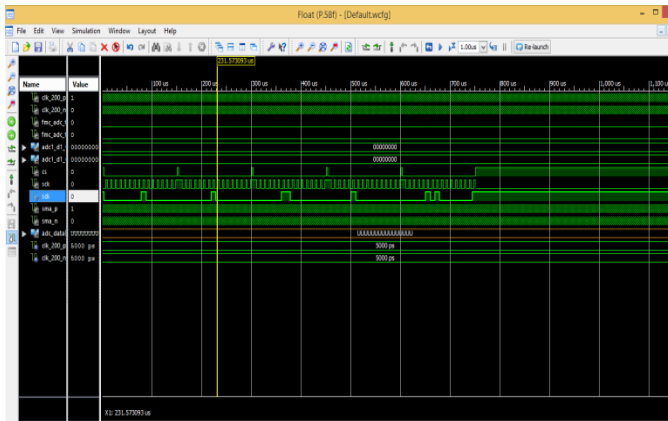 Float (P.58f) - [Default.wcfg]
File Edit View Simulation Window Layout Help
1.00us
Re-launch
231.573093 us
Name Value
100 us 200 us 300 us 400 us 500 us 600 us 700 us 800 us 900 us 1,000 us 1,100 u
clk_200_p 1
clk_200_n 0
fmc_adc_t 0
fmc_adc_t 0
adc1_d1_ 00000000 00000000
adc1_d1_ 00000000 00000000
cs 0
sck 0
sdi 0
sma_p 1
sma_n 0
adc_data UUUUUUUU UUUUUUUUUUUUUUUU
clk_200_p 5000 ps 5000 ps
clk_200_n 5000 ps 5000 ps
X1: 231.573093 us